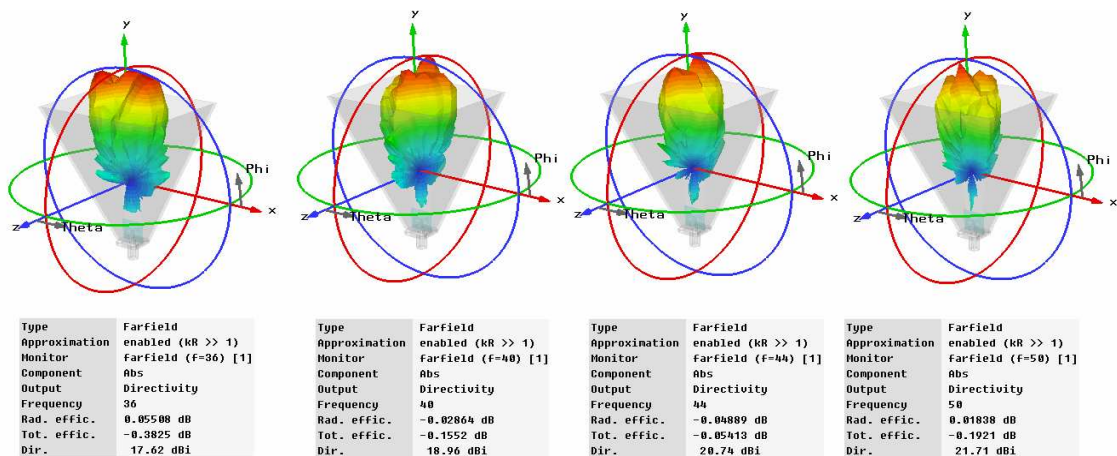 y
Phi
x
z
Theta
y
Phi
x
z
Theta
y
Phi
x
z
Theta
y
Phi
x
z
Theta
Type Farfield
Approximation enabled (kR >> 1)
Monitor farfield (f=36) [1]
Component Abs
Output Directivity
Frequency 36
Rad. effic. 0.05508 dB
Tot. effic. -0.3825 dB
Dir. 17.62 dBi
Type Farfield
Approximation enabled (kR >> 1)
Monitor farfield (f=40) [1]
Component Abs
Output Directivity
Frequency 40
Rad. effic. -0.02864 dB
Tot. effic. -0.1552 dB
Dir. 18.96 dBi
Type Farfield
Approximation enabled (kR >> 1)
Monitor farfield (f=44) [1]
Component Abs
Output Directivity
Frequency 44
Rad. effic. -0.04889 dB
Tot. effic. -0.05413 dB
Dir. 20.74 dBi
Type Farfield
Approximation enabled (kR >> 1)
Monitor farfield (f=50) [1]
Component Abs
Output Directivity
Frequency 50
Rad. effic. 0.01838 dB
Tot. effic. -0.1921 dB
Dir. 21.71 dBi